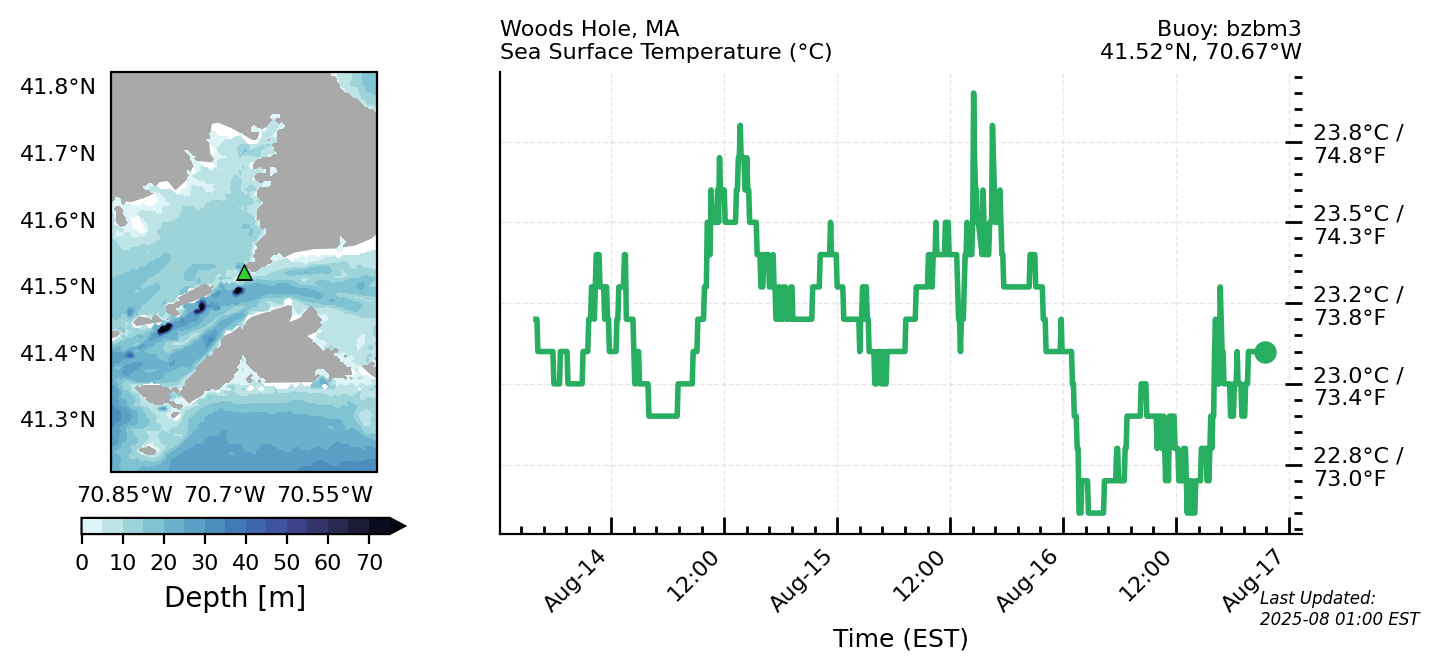 Woods Hole, MA
Sea Surface Temperature (°C)
Buoy: bzbm3
41.52°N, 70.67°W
41.8°N
41.7°N
41.6°N
41.5°N
41.4°N
41.3°N
70.85°W 70.7°W 70.55°W
0 10 20 30 40 50 60 70
Depth [m]
23.8°C /
74.8°F
23.5°C /
74.3°F
23.2°C /
73.8°F
23.0°C /
73.4°F
22.8°C /
73.0°F
Aug-14 12:00 Aug-15 12:00 Aug-16 12:00 Aug-17
Time (EST)
Last Updated:
2025-08 01:00 EST